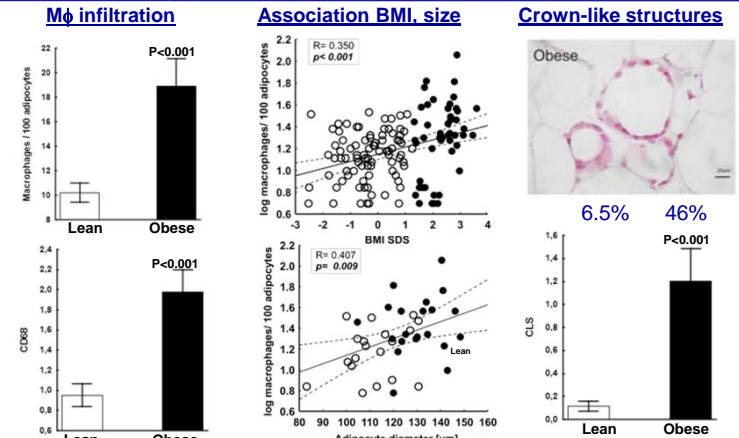 Mϕ infiltration
Macrophages / 100 adipocytes
22
20
18
16
14
12
10
8
P<0.001
Lean
Obese
CD68
2,4
2,2
2,0
1,8
1,6
1,4
1,2
1,0
0,8
0,6
P<0.001
Lean
Obese
Association BMI, size
log macrophages/ 100 adipocytes
2.2
2.0
1.8
1.6
1.4
1.2
1.0
0.8
0.6
R= 0.350
p< 0.001
-3 -2 -1 0 1 2 3 4
BMI SDS
log macrophages/ 100 adipocytes
2.2
2.0
1.8
1.6
1.4
1.2
1.0
0.8
0.6
R= 0.407
p= 0.009
Lean
80 90 100 110 120 130 140 150 160
Adipocyte diameter [µm]
Crown-like structures
Obese
6.5% 46%
CLS
1,6
1,4
1,2
1,0
0,8
0,6
0,4
0,2
0,0
P<0.001
Lean
Obese